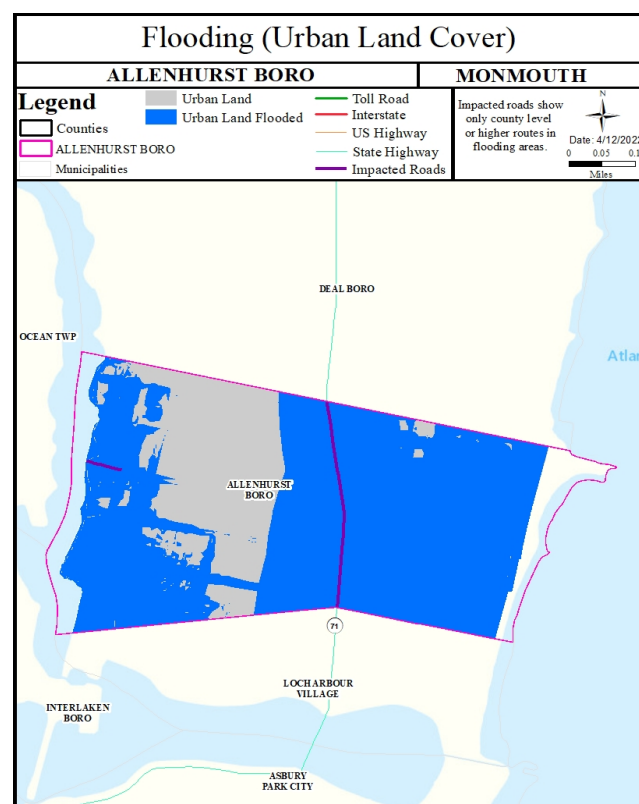 Flooding (Urban Land Cover)
ALLENHURST BORO
MONMOUTH
Legend
Counties
ALLENHURST BORO
Municipalities
Urban Land
Urban Land Flooded
Toll Road
Interstate
US Highway
State Highway
Impacted Roads
Impacted roads show
only county level
or higher routes in
flooding areas.
N
Date: 4/12/2022
0 0.05 0.1
Miles
DEAL BORO
OCEAN TWP
Atlan
ALLENHURST
BORO
71
LOCH ARBOUR
VILLAGE
INTERLAKEN
BORO
ASBURY
PARK CITY